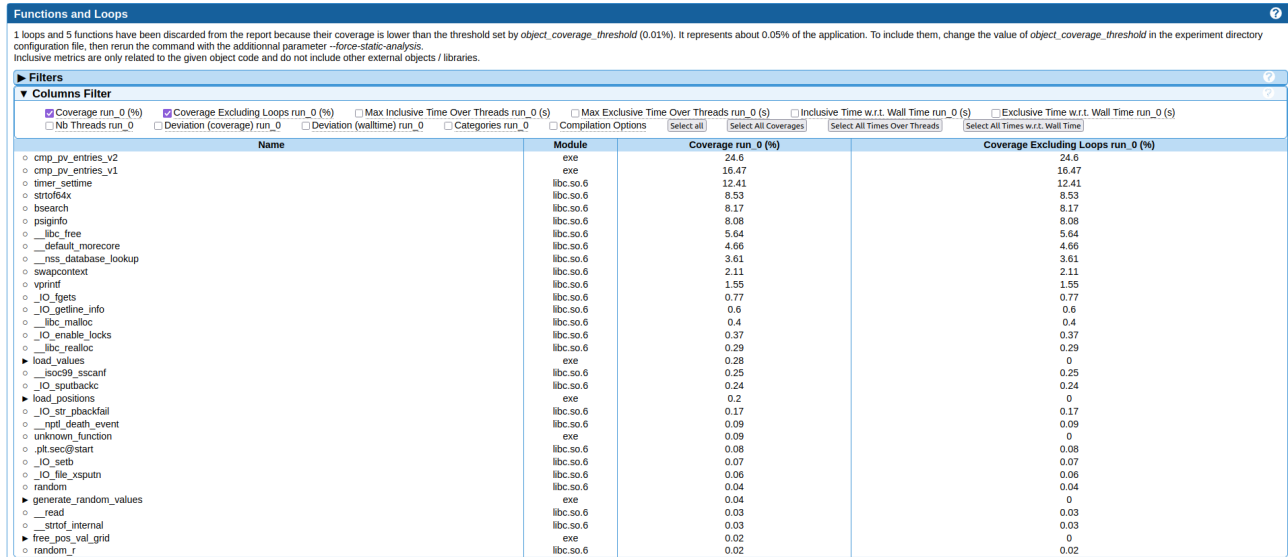 Functions and Loops
1 loops and 5 functions have been discarded from the report because their coverage is lower than the threshold set by object_coverage_threshold (0.01%). It represents about 0.05% of the application. To include them, change the value of object_coverage_threshold in the experiment directory
configuration file, then rerun the command with the additionnal parameter --force-static-analysis.
Inclusive metrics are only related to the given object code and do not include other external objects / libraries.
▶ Filters
▼ Columns Filter
Coverage run_0 (%) Coverage Excluding Loops run_0 (%) Max Inclusive Time Over Threads run_0 (s) Max Exclusive Time Over Threads run_0 (s) Inclusive Time w.r.t. Wall Time run_0 (s) Exclusive Time w.r.t. Wall Time run_0 (s)
Nb Threads run_0 Deviation (coverage) run_0 Deviation (walltime) run_0 Categories run_0 Compilation Options Select all Select All Coverages Select All Times Over Threads Select All Times w.r.t. Wall Time
Name Module Coverage run_0 (%) Coverage Excluding Loops run_0 (%)
○ cmp_pv_entries_v2 exe 24.6 24.6
○ cmp_pv_entries_v1 exe 16.47 16.47
○ timer_settime libc.so.6 12.41 12.41
○ strtof64x libc.so.6 8.53 8.53
○ bsearch libc.so.6 8.17 8.17
○ psiginfo libc.so.6 8.08 8.08
○ __libc_free libc.so.6 5.64 5.64
○ __default_morecore libc.so.6 4.66 4.66
○ __nss_database_lookup libc.so.6 3.61 3.61
○ swapcontext libc.so.6 2.11 2.11
○ vprintf libc.so.6 1.55 1.55
○ _IO_fgets libc.so.6 0.77 0.77
○ _IO_getline_info libc.so.6 0.6 0.6
○ __libc_malloc libc.so.6 0.4 0.4
○ _IO_enable_locks libc.so.6 0.37 0.37
○ __libc_realloc libc.so.6 0.29 0.29
▶ load_values exe 0.28 0
○ __isoc99_sscanf libc.so.6 0.25 0.25
○ _IO_sputbackc libc.so.6 0.24 0.24
▶ load_positions exe 0.2 0
○ _IO_str_pbackfail libc.so.6 0.17 0.17
○ __nptl_death_event libc.so.6 0.09 0.09
○ unknown_function exe 0.09 0
○ .plt.sec@start libc.so.6 0.08 0.08
○ _IO_setb libc.so.6 0.07 0.07
○ _IO_file_xsputn libc.so.6 0.06 0.06
○ random libc.so.6 0.04 0.04
▶ generate_random_values exe 0.04 0
○ __read libc.so.6 0.03 0.03
○ __strtof_internal libc.so.6 0.03 0.03
▶ free_pos_val_grid exe 0.02 0
○ random_r libc.so.6 0.02 0.02